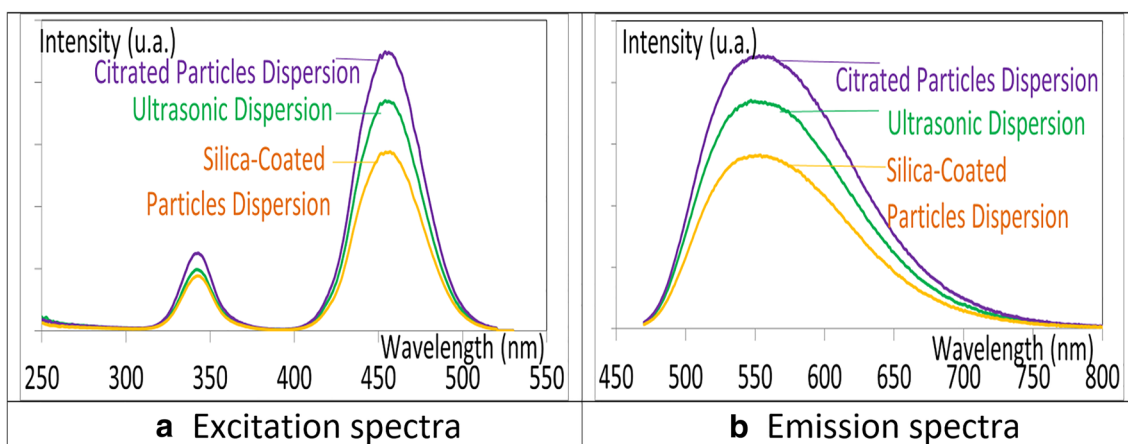 Intensity (u.a.)
Citrated Particles Dispersion
Ultrasonic Dispersion
Silica-Coated
Particles Dispersion
Wavelength (nm)
250 300 350 400 450 500 550
a Excitation spectra
Intensity (u.a.)
Citrated Particles Dispersion
Ultrasonic Dispersion
Silica-Coated
Particles Dispersion
Wavelength (nm)
450 500 550 600 650 700 750 800
b Emission spectra